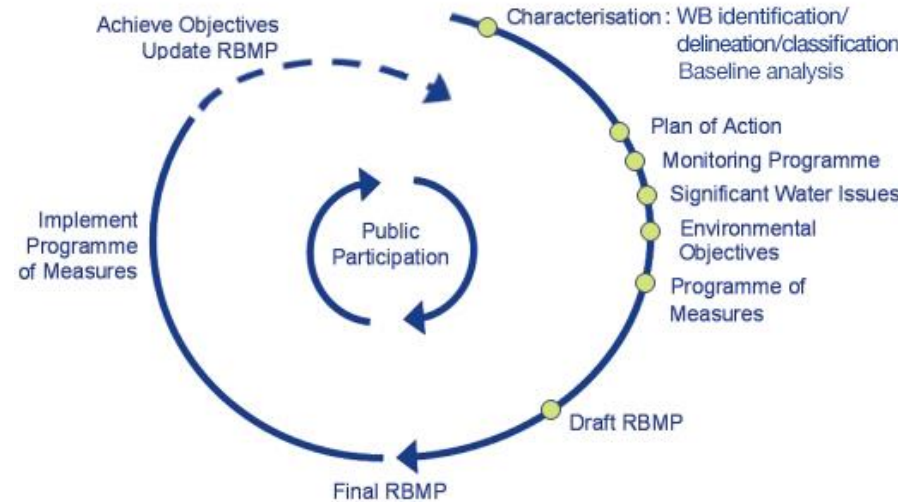 Achieve Objectives
Update RBMP
Characterisation : WB identification/
delineation/classification
Baseline analysis
Plan of Action
Monitoring Programme
Significant Water Issues
Environmental
Objectives
Programme of
Measures
Implement
Programme
of Measures
Public
Participation
Draft RBMP
Final RBMP